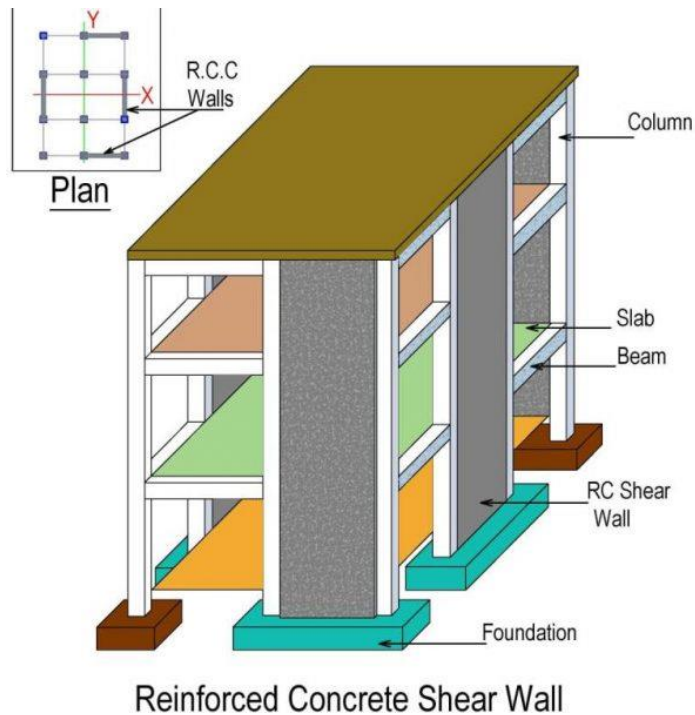 Y
R.C.C
Walls
X
Plan
Column
Slab
Beam
RC Shear
Wall
Foundation
Reinforced Concrete Shear Wall